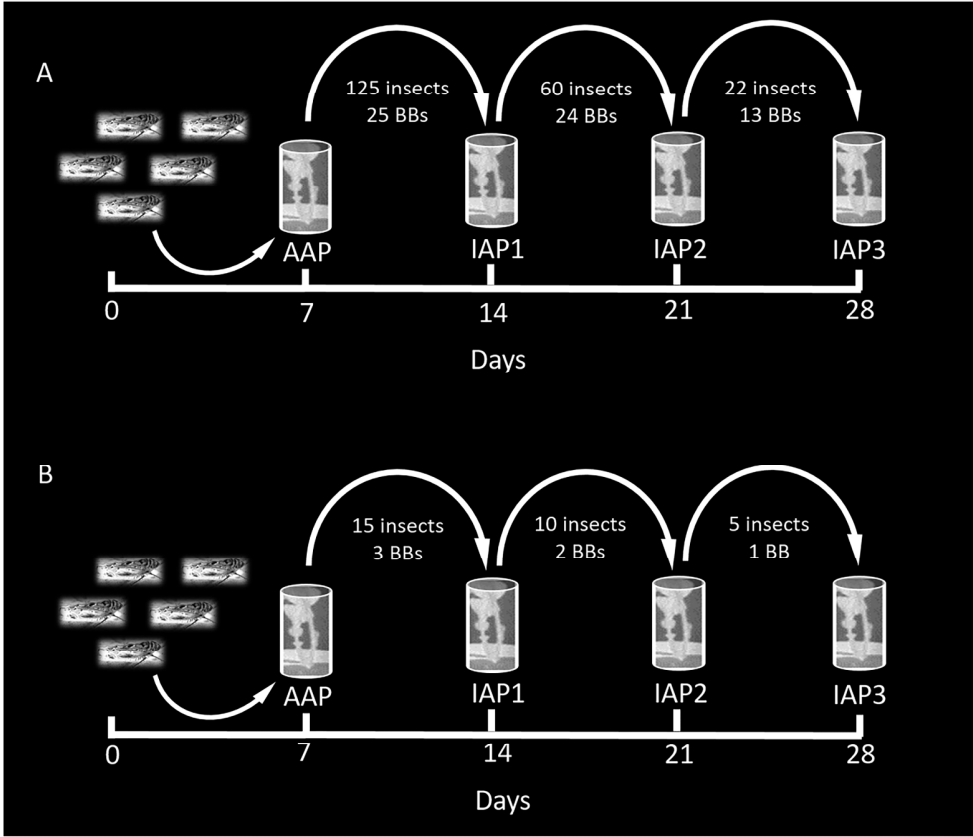 A
125 insects
25 BBs
60 insects
24 BBs
22 insects
13 BBs
AAP
IAP1
IAP2
IAP3
0
7
14
21
28
Days
B
15 insects
3 BBs
10 insects
2 BBs
5 insects
1 BB
AAP
IAP1
IAP2
IAP3
0
7
14
21
28
Days